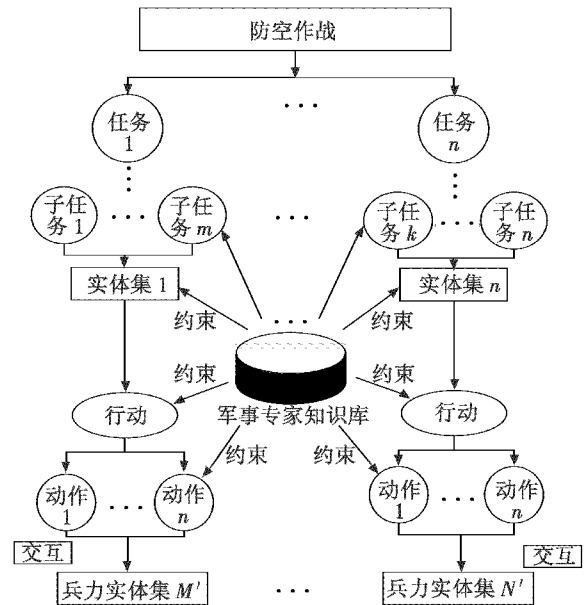 防空作战
任务 1
···
任务 n
子任务 1
···
子任务 m
···
子任务 k
···
子任务 n
实体集 1
实体集 n
···
约束
约束
约束
约束
行动
军事专家知识库
行动
约束
约束
动作 1
···
动作 n
动作 1
···
动作 n
交互
交互
兵力实体集 M'
···
兵力实体集 N'